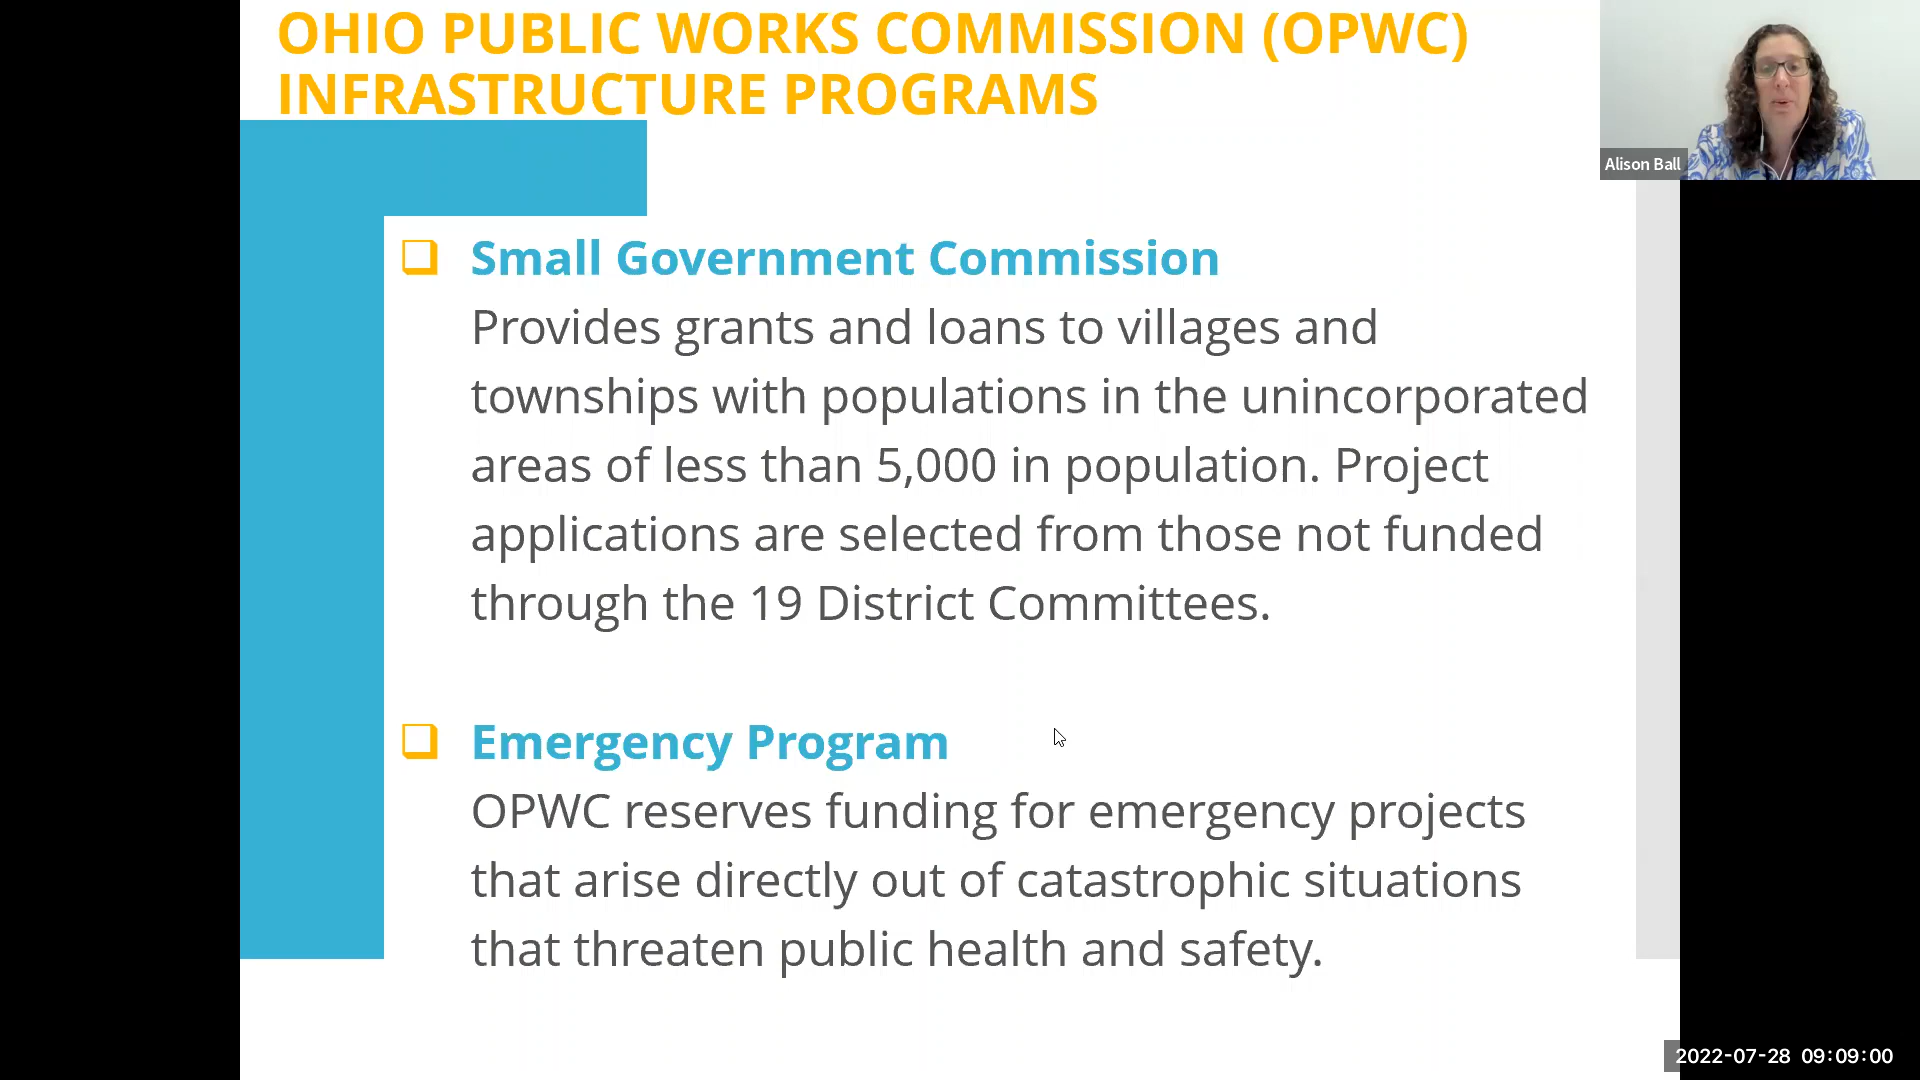 OHIO PUBLIC WORKS COMMISSION (OPWC)
INFRASTRUCTURE PROGRAMS
Alison Ball
Small Government Commission
Provides grants and loans to villages and
townships with populations in the unincorporated
areas of less than 5,000 in population. Project
applications are selected from those not funded
through the 19 District Committees.
Emergency Program
OPWC reserves funding for emergency projects
that arise directly out of catastrophic situations
that threaten public health and safety.
2022-07-28 09:09:00